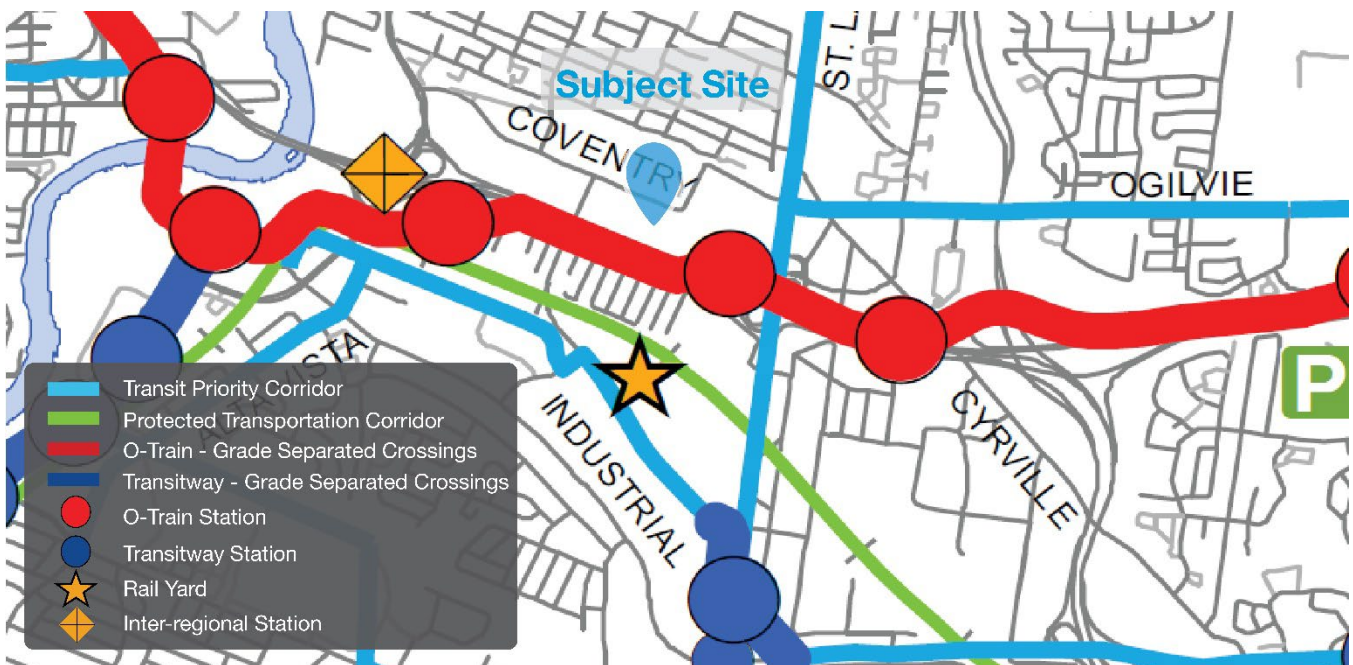 Subject Site
ST. L
COVENTRY
OGILVIE
P
ALTA VISTA
CYRVILLE
INDUSTRIAL
Transit Priority Corridor
Protected Transportation Corridor
O-Train - Grade Separated Crossings
Transitway - Grade Separated Crossings
O-Train Station
Transitway Station
Rail Yard
Inter-regional Station